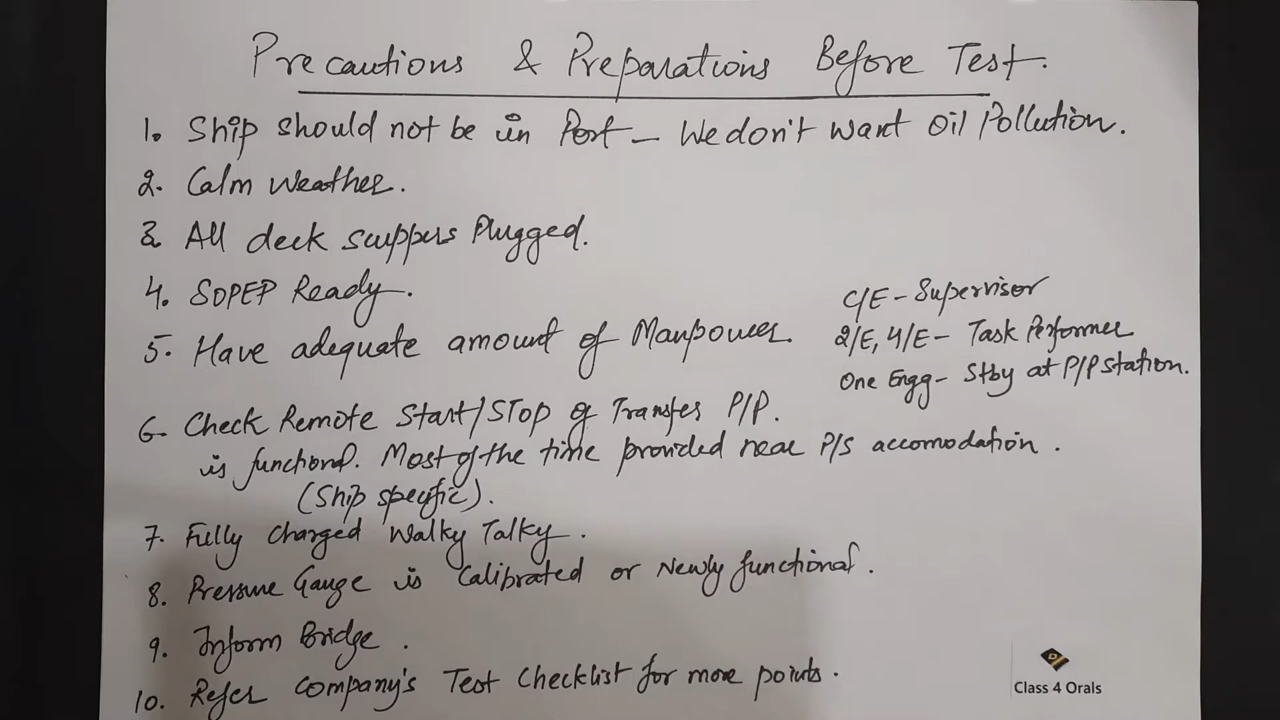 Precautions & Preparations Before Test.
1. Ship should not be in Port - We don't want Oil Pollution.
2. Calm Weather.
3 All deck scuppers Plugged.
4. SOPEP Ready.
5. Have adequate amount of Manpower.
C/E - Supervisor
2/E, 4/E - Task Performer
One Engg - Stby at P/P Station.
6. Check Remote Start/Stop of Transfer P/P.
is functional. Most of the time provided near P/S accomodation.
(Ship specific).
7. Fully Charged Walky Talky.
8. Pressure Gauge is Calibrated or Newly functional.
9. Inform Bridge.
10. Refer Company's Test Checklist for more points.
Class 4 Orals